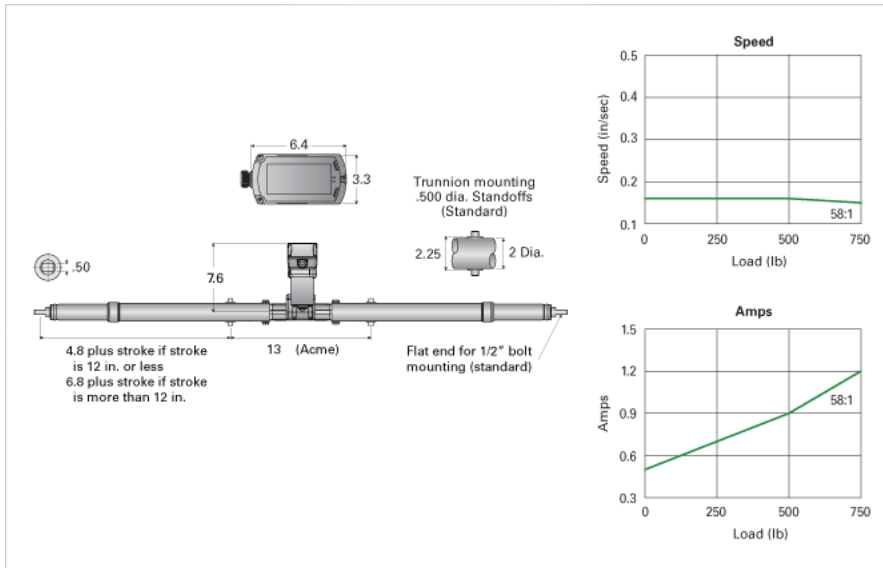 6.4
3.3
Trunnion mounting
.500 dia. Standoffs
(Standard)
2.25
2 Dia.
.50
7.6
4.8 plus stroke if stroke
is 12 in. or less
6.8 plus stroke if stroke
is more than 12 in.
13 (Acme)
Flat end for 1/2" bolt
mounting (standard)
Speed
Speed (in/sec)
0.5
0.4
0.3
0.2
0.1
58:1
0 250 500 750
Load (lb)
Amps
Amps
1.5
1.2
0.9
0.6
0.3
58:1
0 250 500 750
Load (lb)